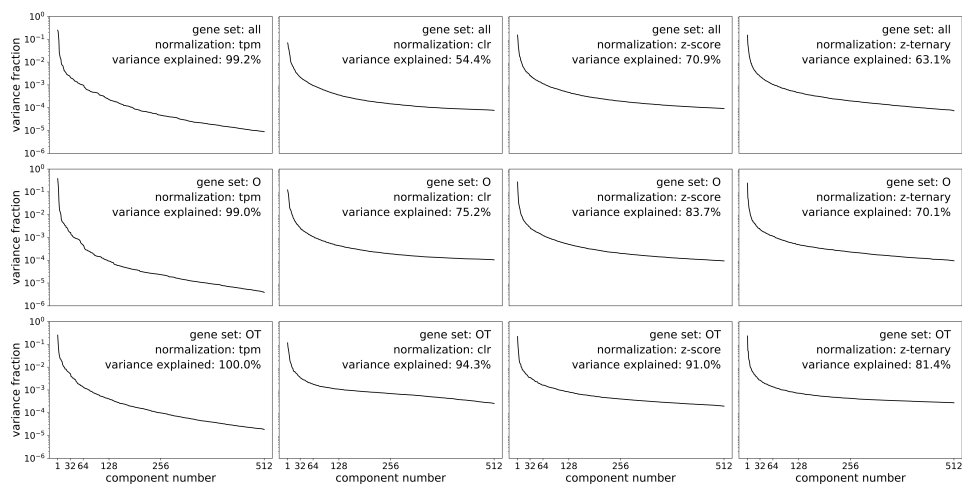 gene set: all
normalization: tpm
variance explained: 99.2%
gene set: all
normalization: clr
variance explained: 54.4%
gene set: all
normalization: z-score
variance explained: 70.9%
gene set: all
normalization: z-ternary
variance explained: 63.1%
variance fraction
10⁰
10⁻¹
10⁻²
10⁻³
10⁻⁴
10⁻⁵
10⁻⁶
gene set: O
normalization: tpm
variance explained: 99.0%
gene set: O
normalization: clr
variance explained: 75.2%
gene set: O
normalization: z-score
variance explained: 83.7%
gene set: O
normalization: z-ternary
variance explained: 70.1%
variance fraction
10⁰
10⁻¹
10⁻²
10⁻³
10⁻⁴
10⁻⁵
10⁻⁶
gene set: OT
normalization: tpm
variance explained: 100.0%
gene set: OT
normalization: clr
variance explained: 94.3%
gene set: OT
normalization: z-score
variance explained: 91.0%
gene set: OT
normalization: z-ternary
variance explained: 81.4%
variance fraction
10⁰
10⁻¹
10⁻²
10⁻³
10⁻⁴
10⁻⁵
10⁻⁶
1 32 64 128 256 512
component number
1 32 64 128 256 512
component number
1 32 64 128 256 512
component number
1 32 64 128 256 512
component number